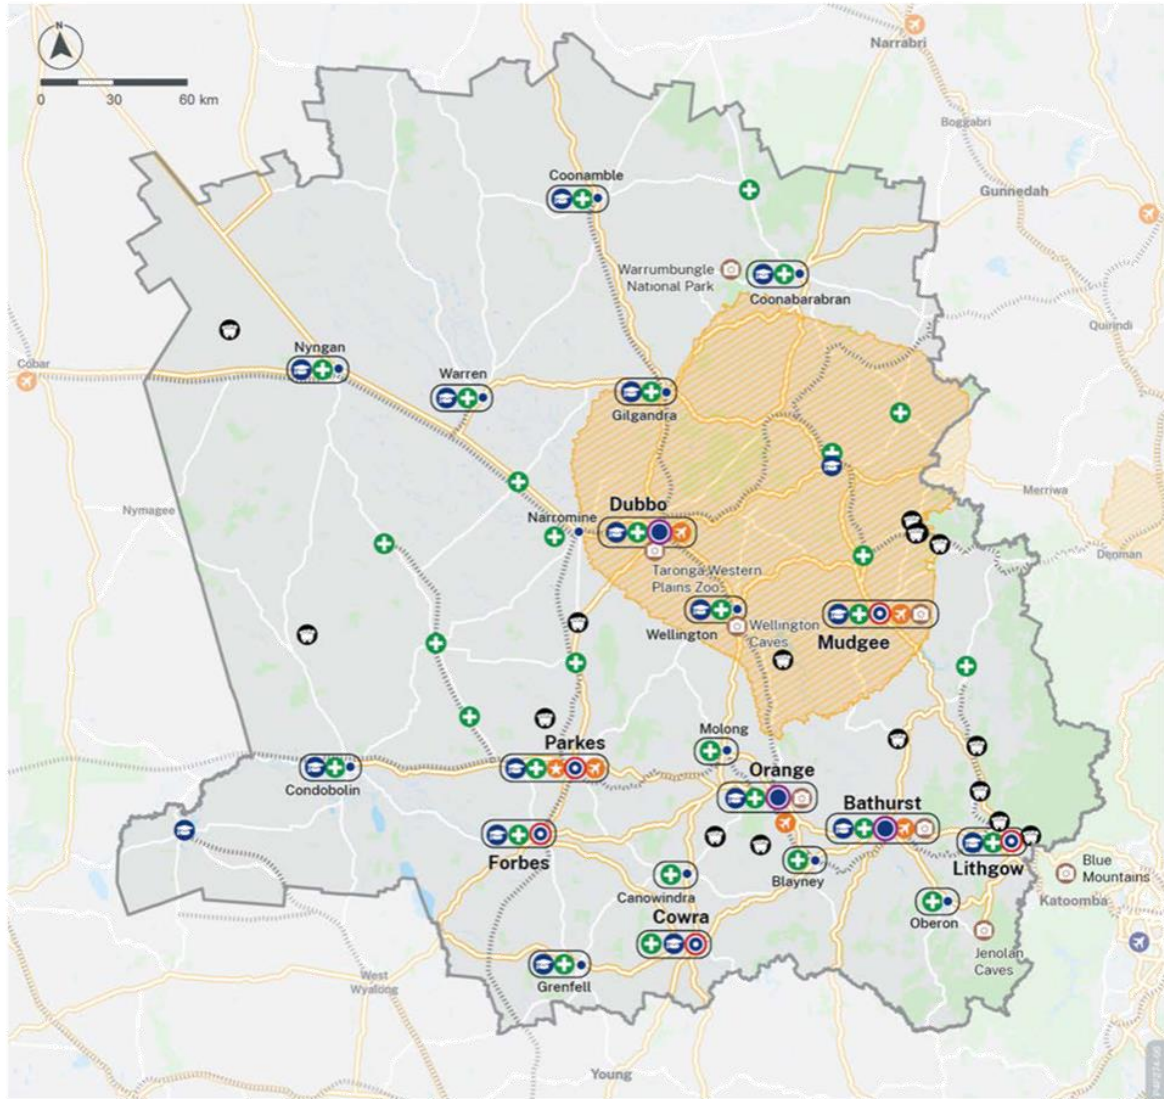 N
Narrabri
0 30 60 km
Boggabri
Coonamble
Gunnedah
Warrumbungle
National Park
Coonabarabran
Quirindi
Nyngan
Cobar
Warren
Gilgandra
Merriwa
Dubbo
Nymagee
Narromine
Denman
Taronga Western
Plains Zoo
Wellington
Wellington
Caves
Mudgee
Molong
Parkes
Orange
Condobolin
Bathurst
Forbes
Lithgow
Blayney
Blue
Mountains
Canowindra
Katoomba
Cowra
Oberon
Jenolan
Caves
West
Wyalong
Grenfell
Young